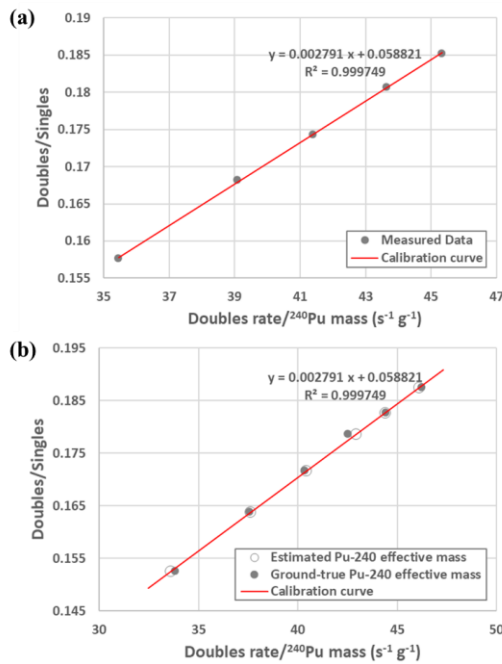 (a)
0.19
0.185
0.18
0.175
0.17
0.165
0.16
0.155
Doubles/Singles
y = 0.002791 x + 0.058821
R² = 0.999749
Measured Data
Calibration curve
35 37 39 41 43 45 47
Doubles rate/²⁴⁰Pu mass (s⁻¹ g⁻¹)
(b)
0.195
0.185
0.175
0.165
0.155
0.145
Doubles/Singles
y = 0.002791 x + 0.058821
R² = 0.999749
Estimated Pu-240 effective mass
Ground-true Pu-240 effective mass
Calibration curve
30 35 40 45 50
Doubles rate/²⁴⁰Pu mass (s⁻¹ g⁻¹)